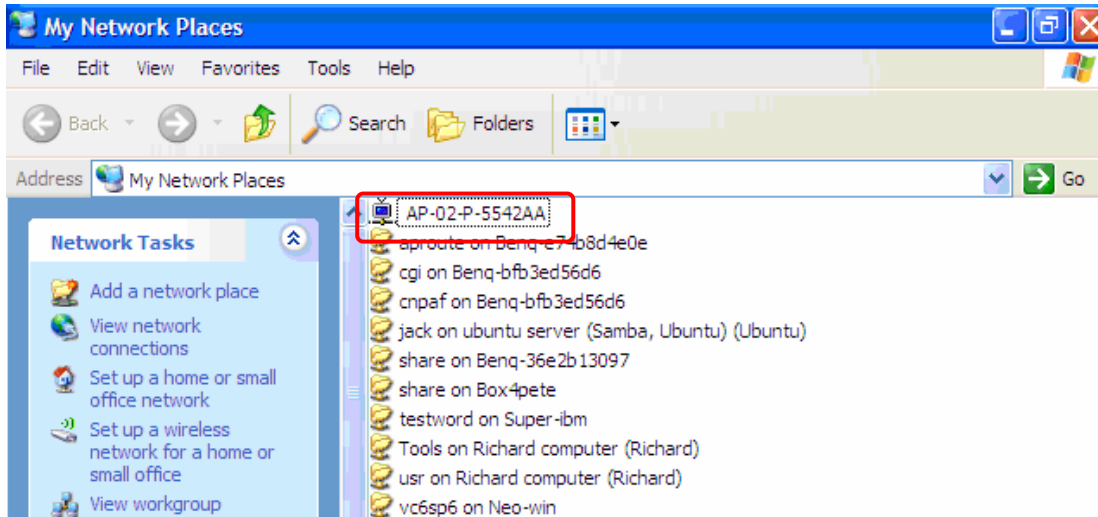 My Network Places
File Edit View Favorites Tools Help
Back Search Folders
Address My Network Places Go
AP-02-P-5542AA
aproute on Benq-e74b8d4e0e
cgi on Benq-bfb3ed56d6
cnpaf on Benq-bfb3ed56d6
jack on ubuntu server (Samba, Ubuntu) (Ubuntu)
share on Benq-36e2b13097
share on Box4pete
testword on Super-ibm
Tools on Richard computer (Richard)
usr on Richard computer (Richard)
vc6sp6 on Neo-win
Network Tasks
Add a network place
View network
connections
Set up a home or small
office network
Set up a wireless
network for a home or
small office
View workgroup